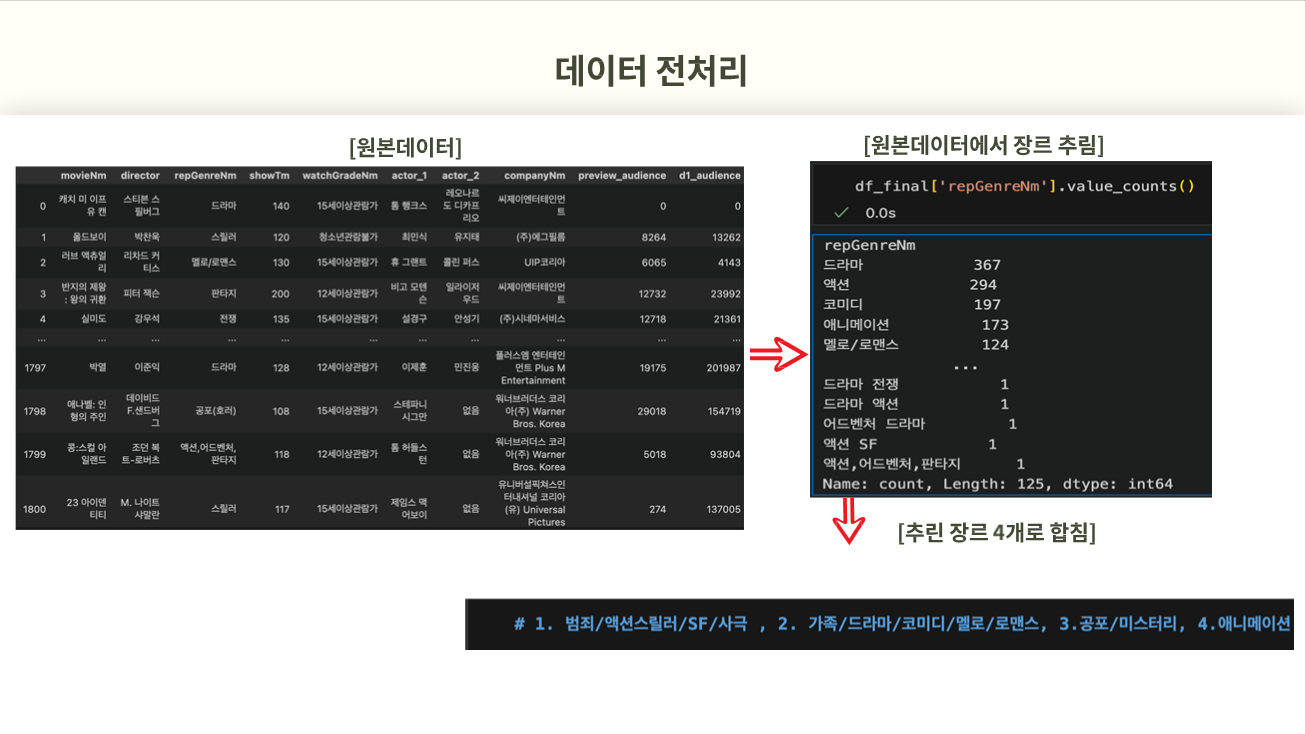 데이터 전처리
[원본데이터]
movieNm director repGenreNm showTm watchGradeNm actor_1 actor_2 companyNm preview_audience d1_audience
0 캐치 미 이프 유 캔 스티븐 스필버그 드라마 140 15세이상관람가 톰 행크스 레오나르도 디카프리오 씨제이엔터테인먼트 0 0
1 올드보이 박찬욱 스릴러 120 청소년관람불가 최민식 유지태 (주)에그필름 8264 13262
2 러브 액츄얼리 리차드 커티스 멜로/로맨스 130 15세이상관람가 휴 그랜트 콜린 퍼스 UIP코리아 6065 4143
3 반지의 제왕 : 왕의 귀환 피터 잭슨 판타지 200 12세이상관람가 비고 모텐슨 일라이저 우드 씨제이엔터테인먼트 12732 23992
4 실미도 강우석 전쟁 135 15세이상관람가 설경구 안성기 (주)시네마서비스 12718 21361
... ... ... ... ... ... ... ... ... ... ...
1797 박열 이준익 드라마 128 12세이상관람가 이제훈 민진웅 플러스엠 엔터테인먼트 Plus M Entertainment 19175 201987
1798 애나벨: 인형의 주인 데이비드 F.샌드버그 공포(호러) 108 15세이상관람가 스테파니 시그만 없음 워너브러더스 코리아(주) Warner Bros. Korea 29018 154719
1799 콩:스컬 아일랜드 조던 복트-로버츠 액션,어드벤처,판타지 118 12세이상관람가 톰 허들스턴 없음 워너브러더스 코리아(주) Warner Bros. Korea 5018 93804
1800 23 아이덴티티 M. 나이트 샤말란 스릴러 117 15세이상관람가 제임스 맥어보이 없음 유니버설픽쳐스인터내셔널 코리아(유) Universal Pictures 274 137005
[원본데이터에서 장르 추림]
df_final['repGenreNm'].value_counts()
✓ 0.0s
repGenreNm
드라마 367
액션 294
코미디 197
애니메이션 173
멜로/로맨스 124
...
드라마 전쟁 1
드라마 액션 1
어드벤처 드라마 1
액션 SF 1
액션,어드벤처,판타지 1
Name: count, Length: 125, dtype: int64
[추린 장르 4개로 합침]
# 1. 범죄/액션스릴러/SF/사극 , 2. 가족/드라마/코미디/멜로/로맨스, 3.공포/미스터리, 4.애니메이션